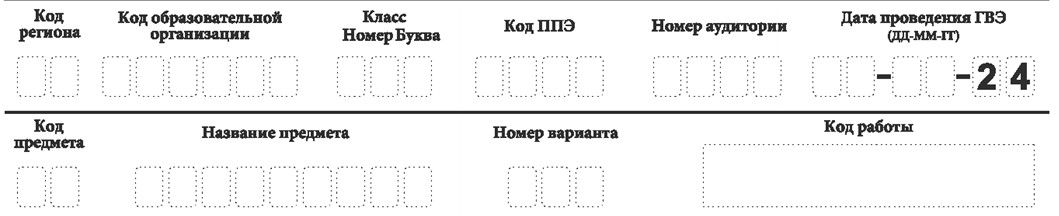 Код региона
Код образовательной организации
Класс
Номер Буква
Код ППЭ
Номер аудитории
Дата проведения ГВЭ
(ДД-ММ-ГГ)
- - 24
Код предмета
Название предмета
Номер варианта
Код работы